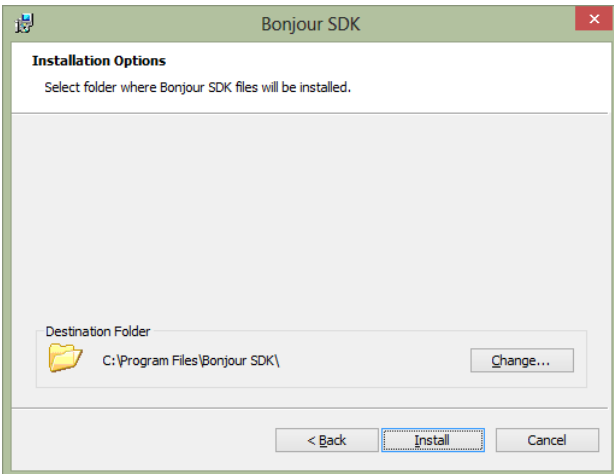 Bonjour SDK
Installation Options
Select folder where Bonjour SDK files will be installed.
Destination Folder
C:\Program Files\Bonjour SDK\
Change...
< Back
Install
Cancel